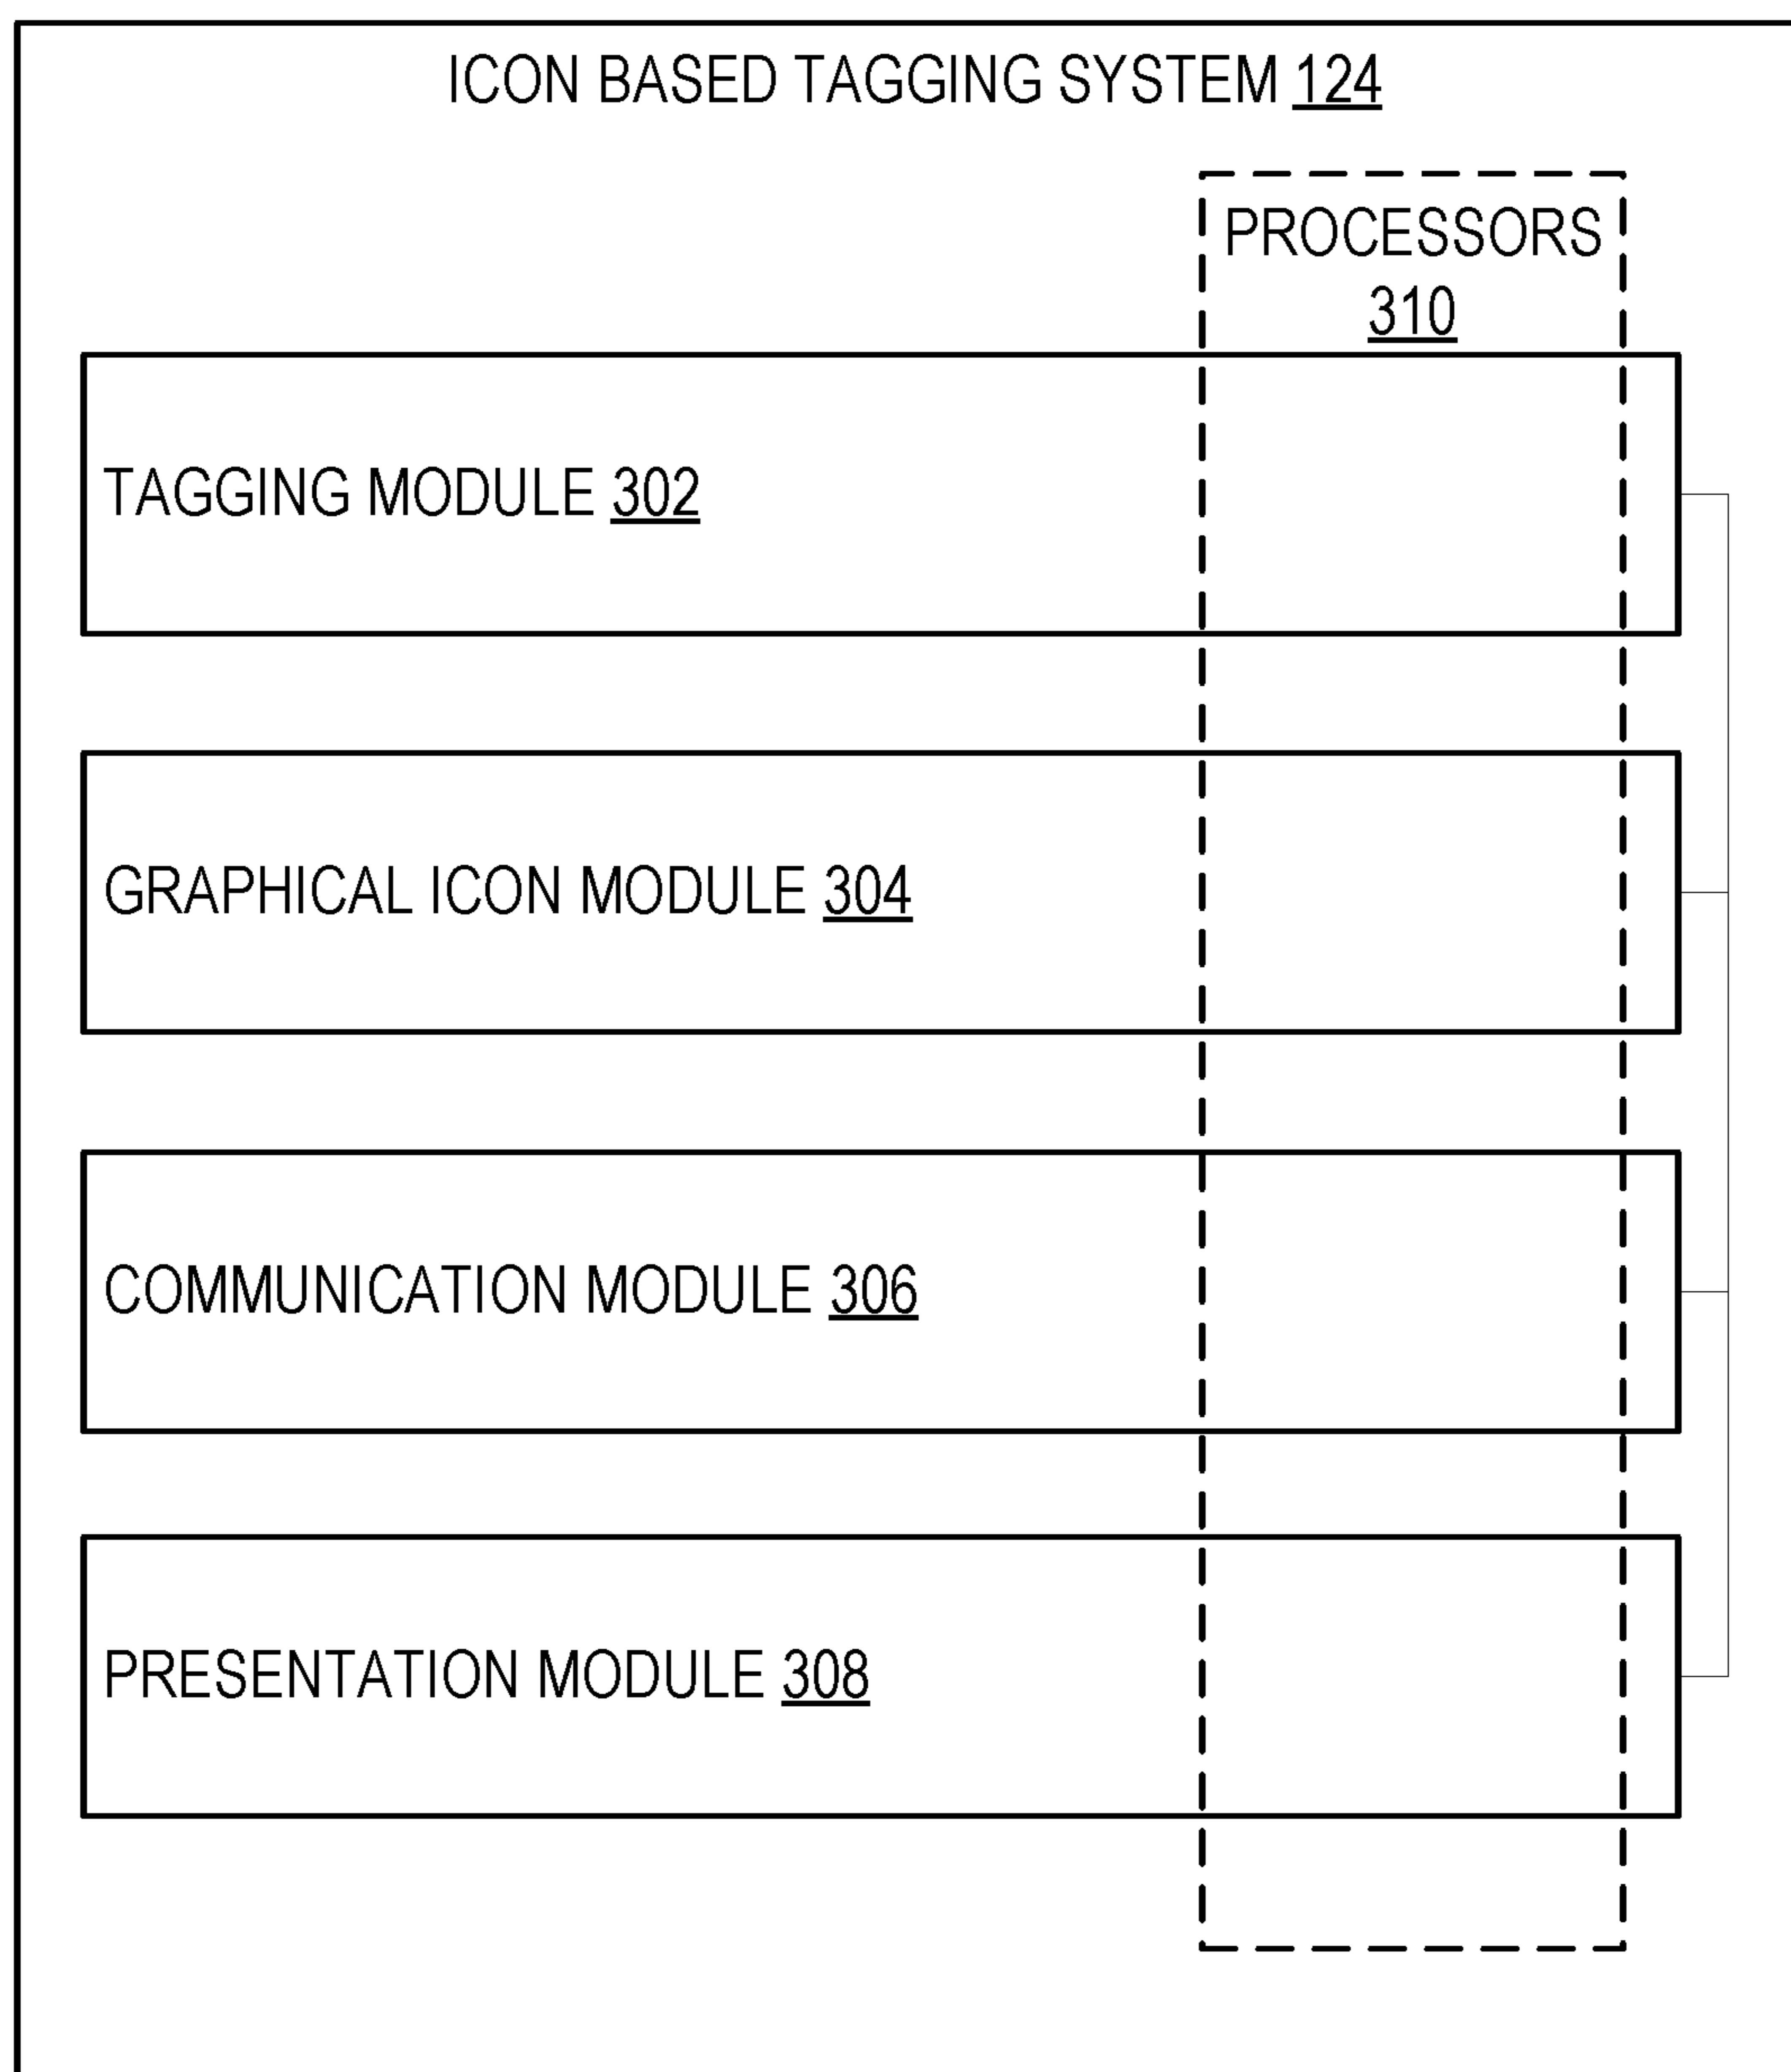 ICON BASED TAGGING SYSTEM 124
PROCESSORS
310
TAGGING MODULE 302
GRAPHICAL ICON MODULE 304
COMMUNICATION MODULE 306
PRESENTATION MODULE 308